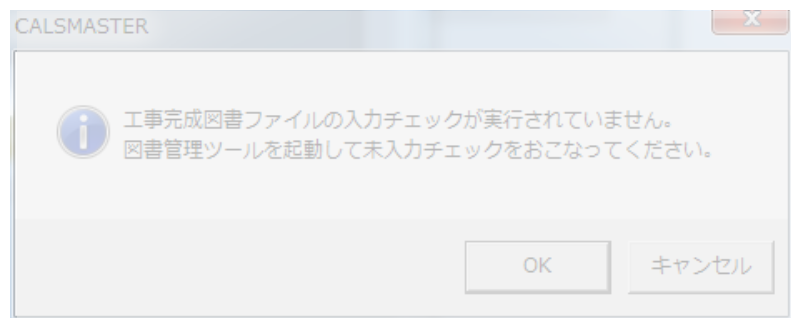 CALSMASTER
工事完成図書ファイルの入力チェックが実行されていません。
図書管理ツールを起動して未入力チェックをおこなってください。
OK
キャンセル